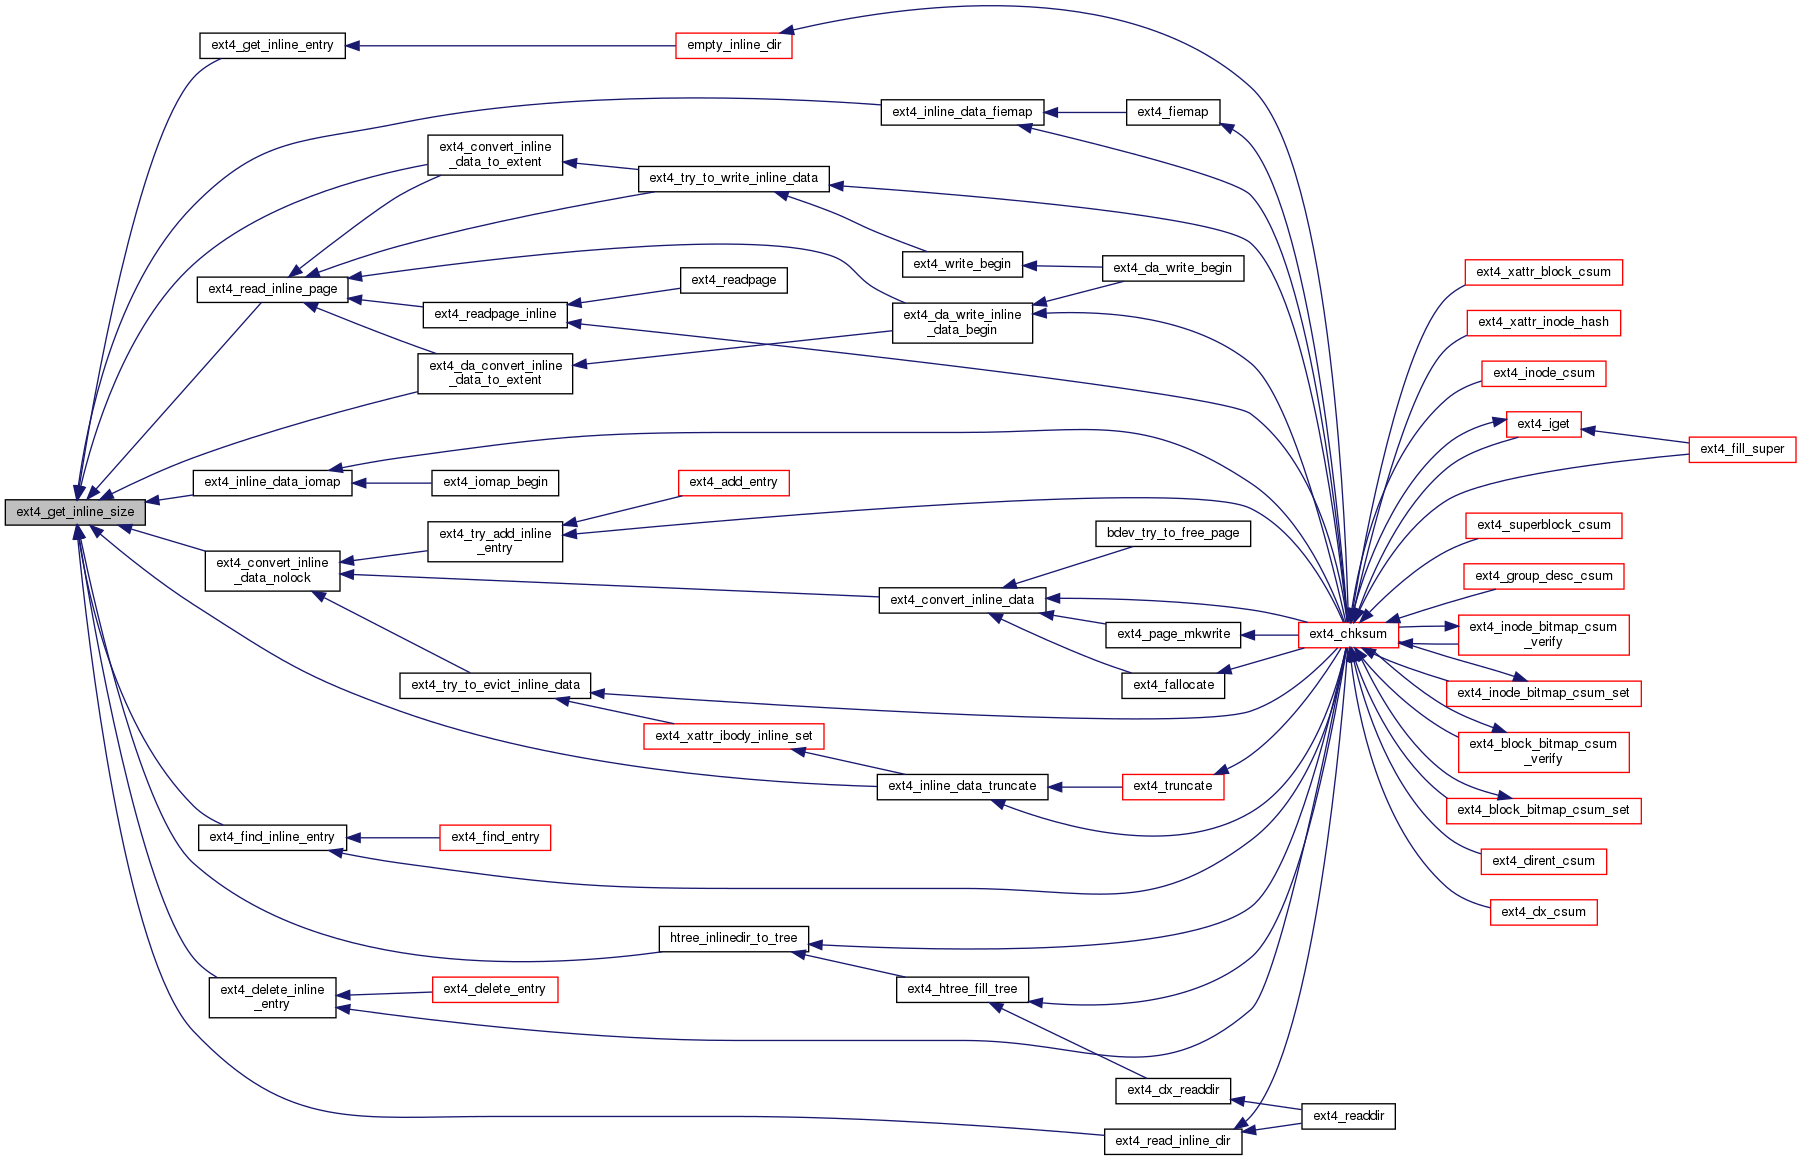 ext4_get_inline_size
ext4_get_inline_entry
empty_inline_dir
ext4_inline_data_fiemap
ext4_fiemap
ext4_convert_inline
_data_to_extent
ext4_try_to_write_inline_data
ext4_write_begin
ext4_da_write_begin
ext4_read_inline_page
ext4_readpage
ext4_readpage_inline
ext4_da_write_inline
_data_begin
ext4_da_convert_inline
_data_to_extent
ext4_inline_data_iomap
ext4_iomap_begin
ext4_add_entry
ext4_try_add_inline
_entry
ext4_convert_inline
_data_nolock
bdev_try_to_free_page
ext4_convert_inline_data
ext4_page_mkwrite
ext4_fallocate
ext4_try_to_evict_inline_data
ext4_xattr_ibody_inline_set
ext4_inline_data_truncate
ext4_truncate
ext4_find_inline_entry
ext4_find_entry
htree_inlinedir_to_tree
ext4_delete_inline
_entry
ext4_delete_entry
ext4_htree_fill_tree
ext4_dx_readdir
ext4_readdir
ext4_read_inline_dir
ext4_chksum
ext4_xattr_block_csum
ext4_xattr_inode_hash
ext4_inode_csum
ext4_iget
ext4_fill_super
ext4_superblock_csum
ext4_group_desc_csum
ext4_inode_bitmap_csum
_verify
ext4_inode_bitmap_csum_set
ext4_block_bitmap_csum
_verify
ext4_block_bitmap_csum_set
ext4_dirent_csum
ext4_dx_csum